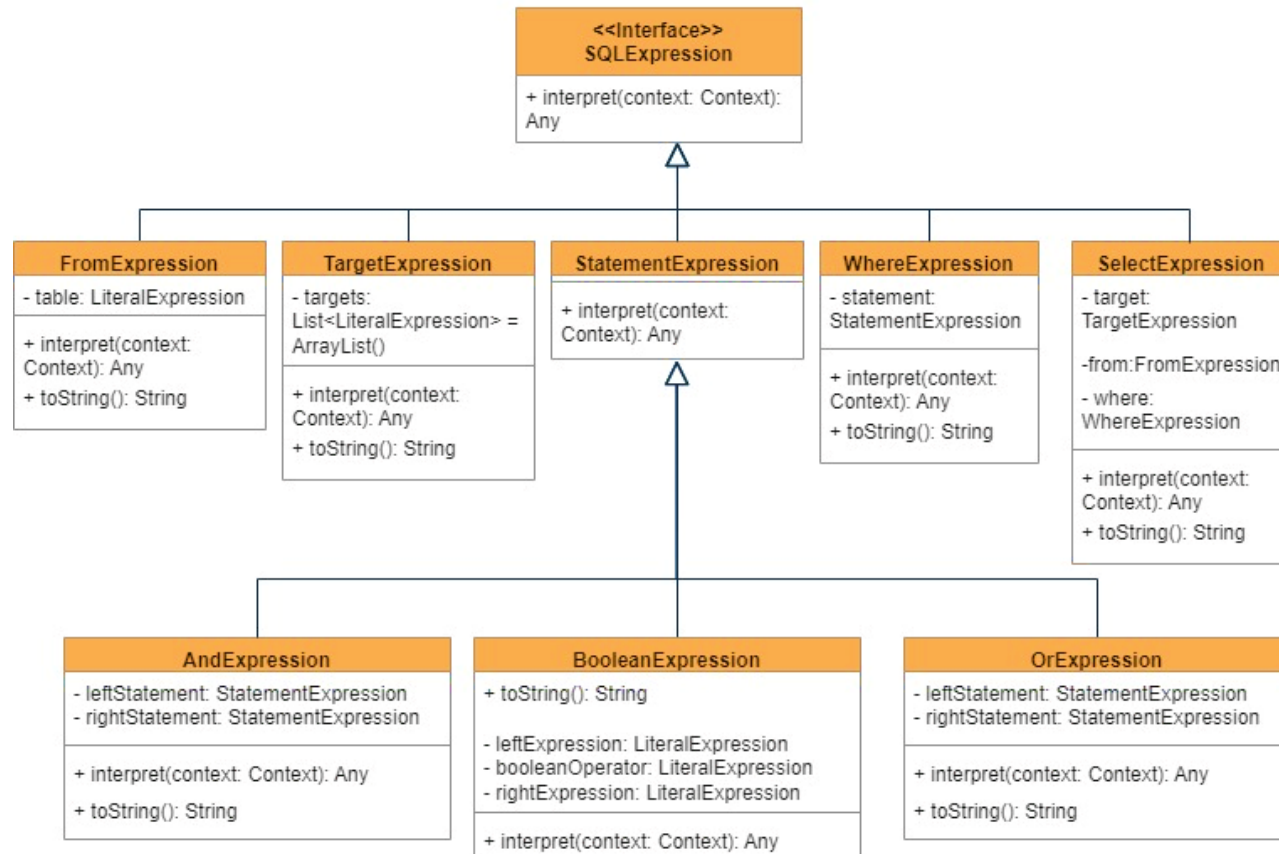 <<Interface>>
SQLExpression
+ interpret(context: Context):
Any
FromExpression
- table: LiteralExpression
+ interpret(context:
Context): Any
+ toString(): String
TargetExpression
- targets:
List<LiteralExpression> =
ArrayList()
+ interpret(context:
Context): Any
+ toString(): String
StatementExpression
+ interpret(context:
Context): Any
WhereExpression
- statement:
StatementExpression
+ interpret(context:
Context): Any
+ toString(): String
SelectExpression
- target:
TargetExpression
-from:FromExpression
- where:
WhereExpression
+ interpret(context:
Context): Any
+ toString(): String
AndExpression
- leftStatement: StatementExpression
- rightStatement: StatementExpression
+ interpret(context: Context): Any
+ toString(): String
BooleanExpression
+ toString(): String
- leftExpression: LiteralExpression
- booleanOperator: LiteralExpression
- rightExpression: LiteralExpression
+ interpret(context: Context): Any
OrExpression
- leftStatement: StatementExpression
- rightStatement: StatementExpression
+ interpret(context: Context): Any
+ toString(): String